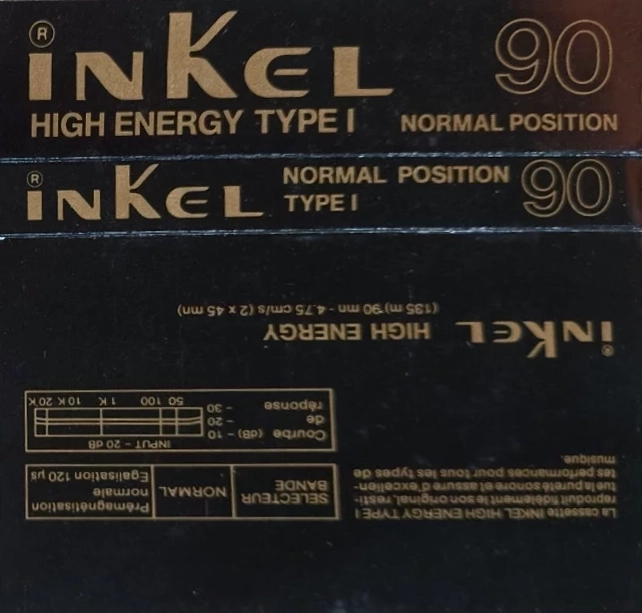 ® inKEL 90
HIGH ENERGY TYPE I NORMAL POSITION
® inKEL NORMAL POSITION 90
TYPE I
® inKEL HIGH ENERGY
(135 m) 90 mn - 4.75 cm/s (2 x 45 mn)
La cassette INKEL HIGH ENERGY TYPE I
reproduit fidèlement le son original, resti-
tue la pureté sonore et assure d'excellen-
tes performances pour tous les types de
musique.
SÉLECTEUR
BANDE
NORMAL
Prémagnétisation
normale
Egalisation 120 µs
Courbe (dB)
de
réponse
- 10
- 20
- 30
INPUT - 20 dB
50 100 1 K 10 K 20 K